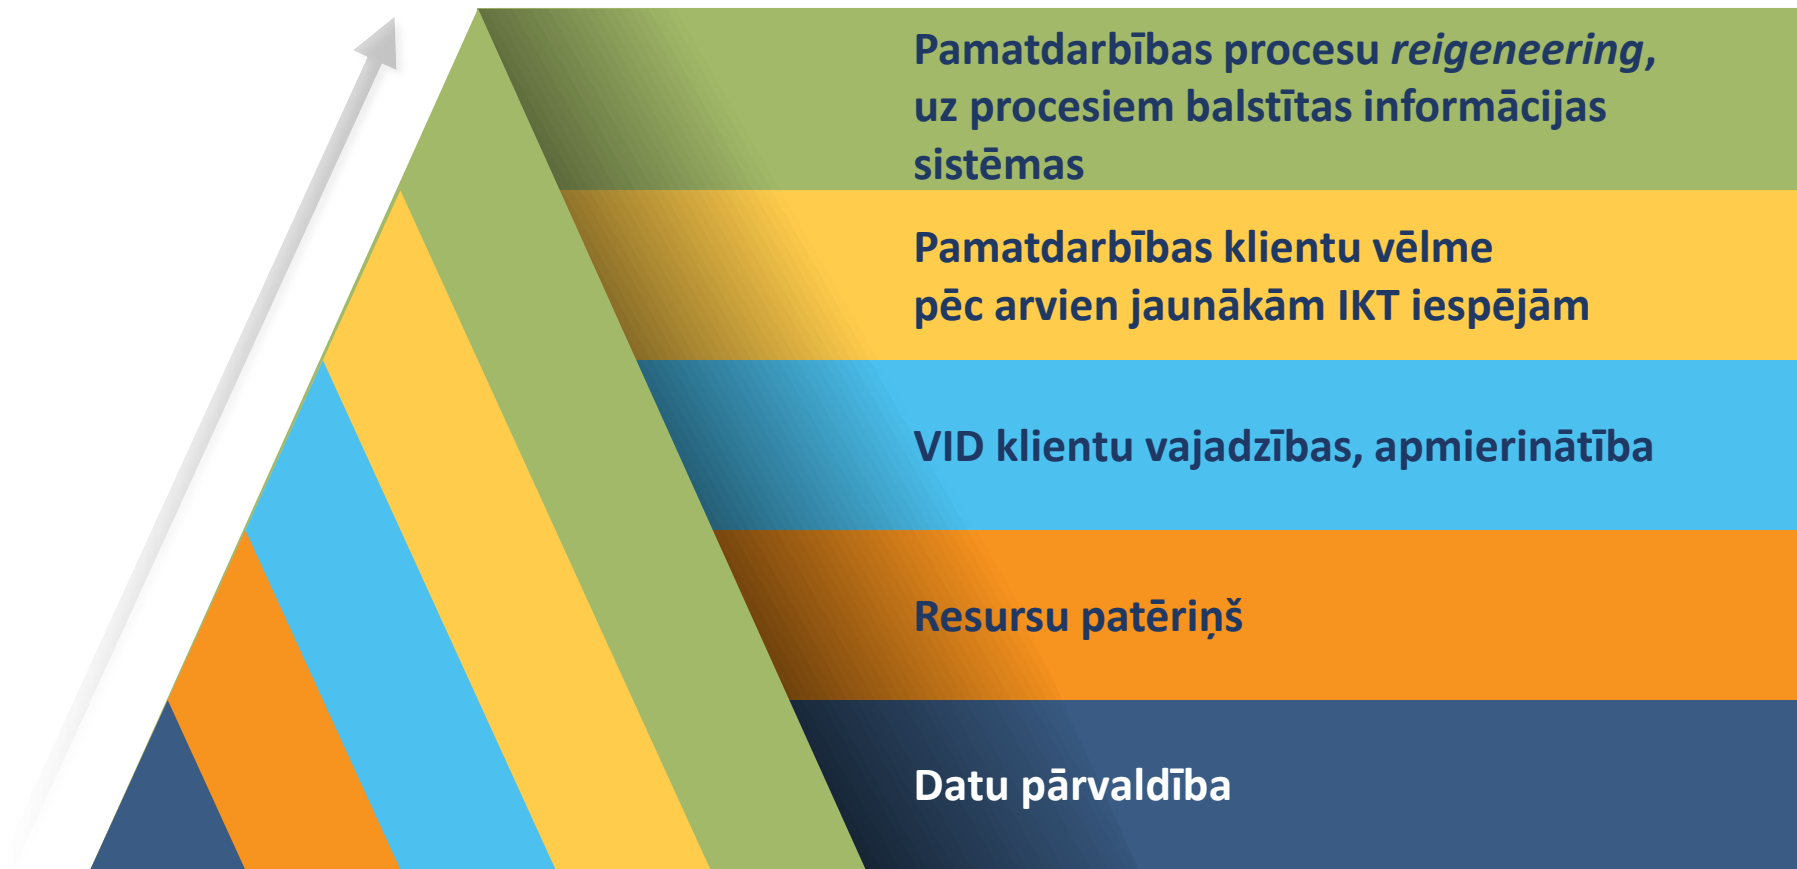 Pamatdarbības procesu reigeneering,
uz procesiem balstītas informācijas
sistēmas
Pamatdarbības klientu vēlme
pēc arvien jaunākām IKT iespējām
VID klientu vajadzības, apmierinātība
Resursu patēriņš
Datu pārvaldība